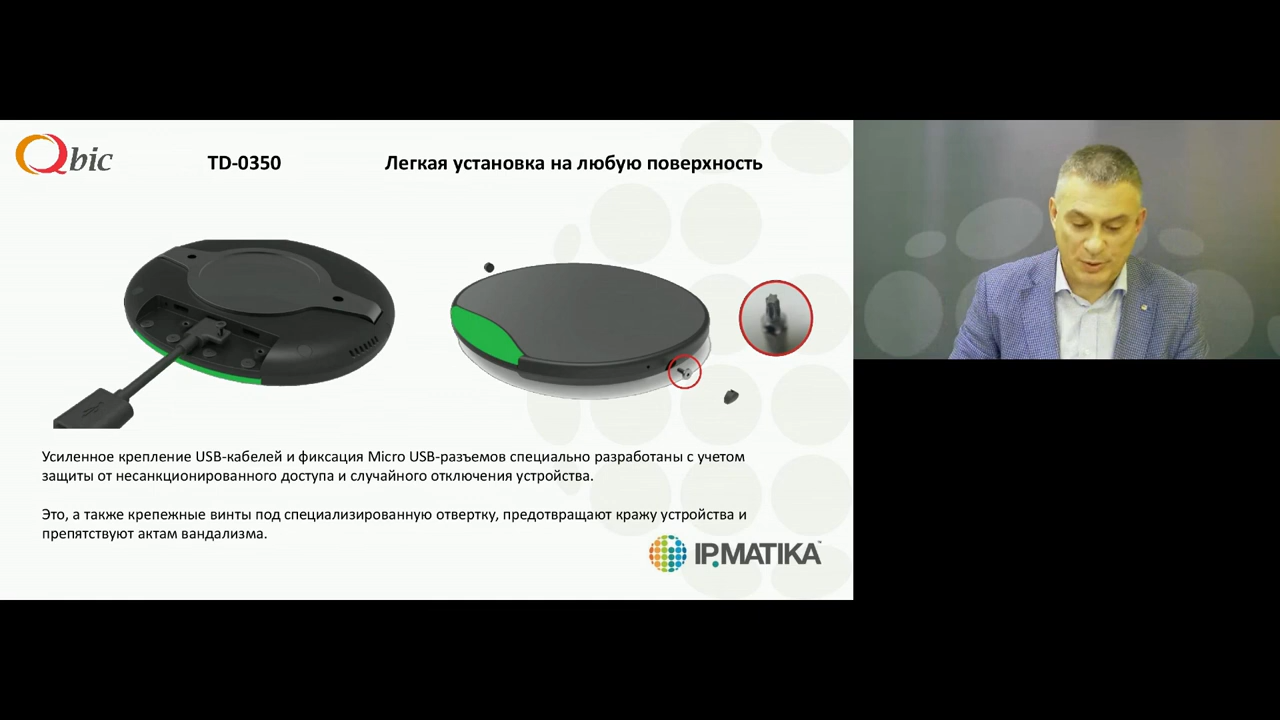 Qbic
TD-0350
Легкая установка на любую поверхность
Усиленное крепление USB-кабелей и фиксация Micro USB-разъемов специально разработаны с учетом
защиты от несанкционированного доступа и случайного отключения устройства.
Это, а также крепежные винты под специализированную отвертку, предотвращают кражу устройства и
препятствуют актам вандализма.
IP.MATIKA™